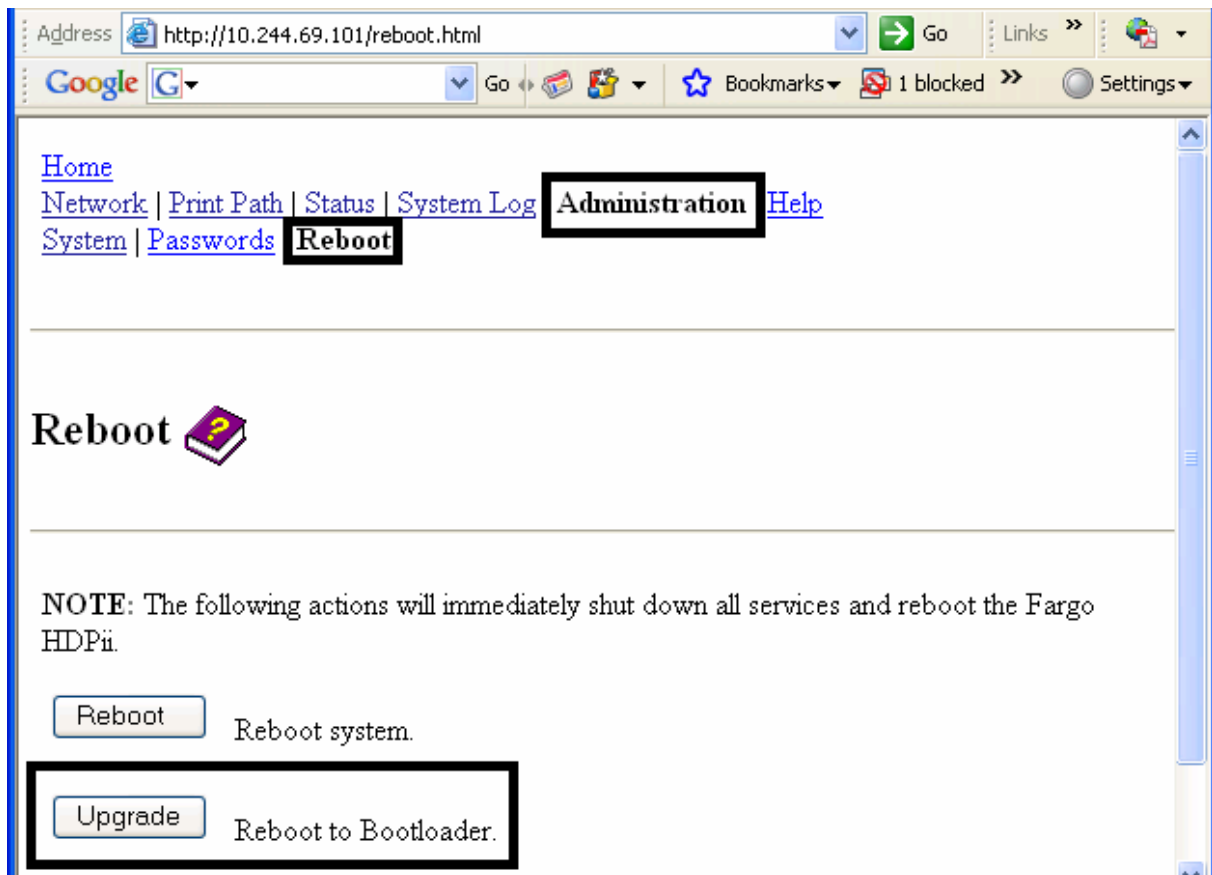 Address http://10.244.69.101/reboot.html Go Links »
Google G Go Bookmarks 1 blocked » Settings
Home
Network | Print Path | Status | System Log Administration Help
System | Passwords Reboot
Reboot ?
NOTE: The following actions will immediately shut down all services and reboot the Fargo
HDPii.
Reboot Reboot system.
Upgrade Reboot to Bootloader.